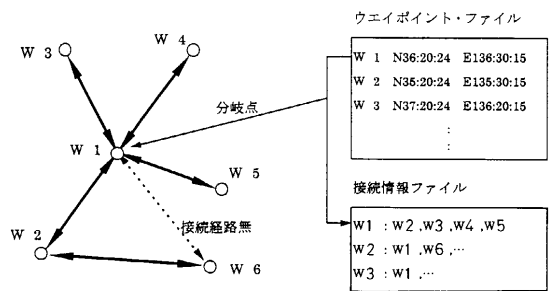 ウエイポイント・ファイル
W 1 N36:20:24 E136:30:15
W 2 N35:20:24 E135:30:15
W 3 N37:20:24 E136:20:15
:
:
W 3
W 4
分岐点
W 1
W 5
接続経路無
W 2
W 6
接続情報ファイル
W1 : W2 ,W3 ,W4 ,W5
W2 : W1 ,W6 ,…
W3 : W1 ,…